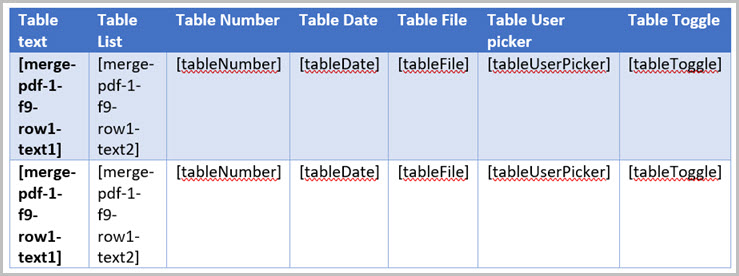 Table text | Table List | Table Number | Table Date | Table File | Table User picker | Table Toggle
[merge-pdf-1-f9-row1-text1] | [merge-pdf-1-f9-row1-text2] | [tableNumber] | [tableDate] | [tableFile] | [tableUserPicker] | [tableToggle]
[merge-pdf-1-f9-row1-text1] | [merge-pdf-1-f9-row1-text2] | [tableNumber] | [tableDate] | [tableFile] | [tableUserPicker] | [tableToggle]